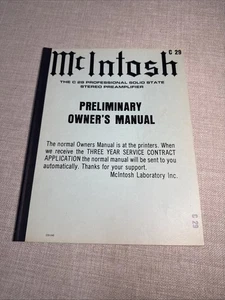 C 29
McIntosh
THE C 29 PROFESSIONAL SOLID STATE
STEREO PREAMPLIFIER
PRELIMINARY
OWNER'S MANUAL
The normal Owners Manual is at the printers. When
we receive the THREE YEAR SERVICE CONTRACT
APPLICATION the normal manual will be sent to you
automatically. Thanks for your support.
McIntosh Laboratory Inc.
C 29